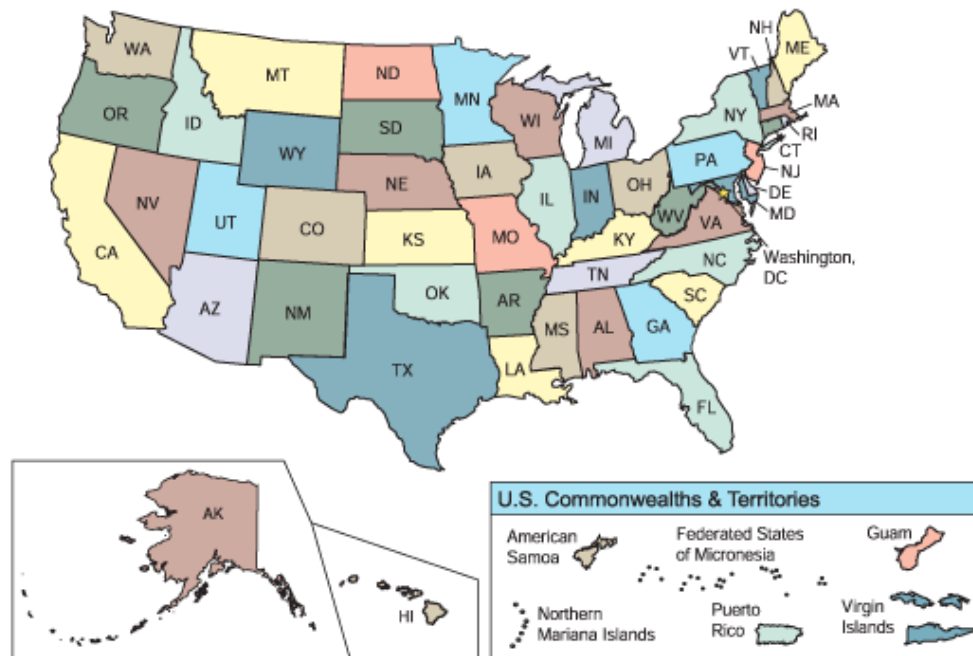 WA
MT
ND
MN
OR
ID
SD
WI
MI
VT
NH
ME
NY
MA
RI
CT
WY
IA
PA
NJ
NE
NV
UT
CO
IL
IN
OH
DE
MD
WV
VA
CA
KS
MO
KY
Washington,
DC
NC
TN
AZ
NM
OK
AR
SC
MS
AL
GA
TX
LA
FL
AK
HI
U.S. Commonwealths & Territories
American
Samoa
Federated States
of Micronesia
Guam
Northern
Mariana Islands
Puerto
Rico
Virgin
Islands